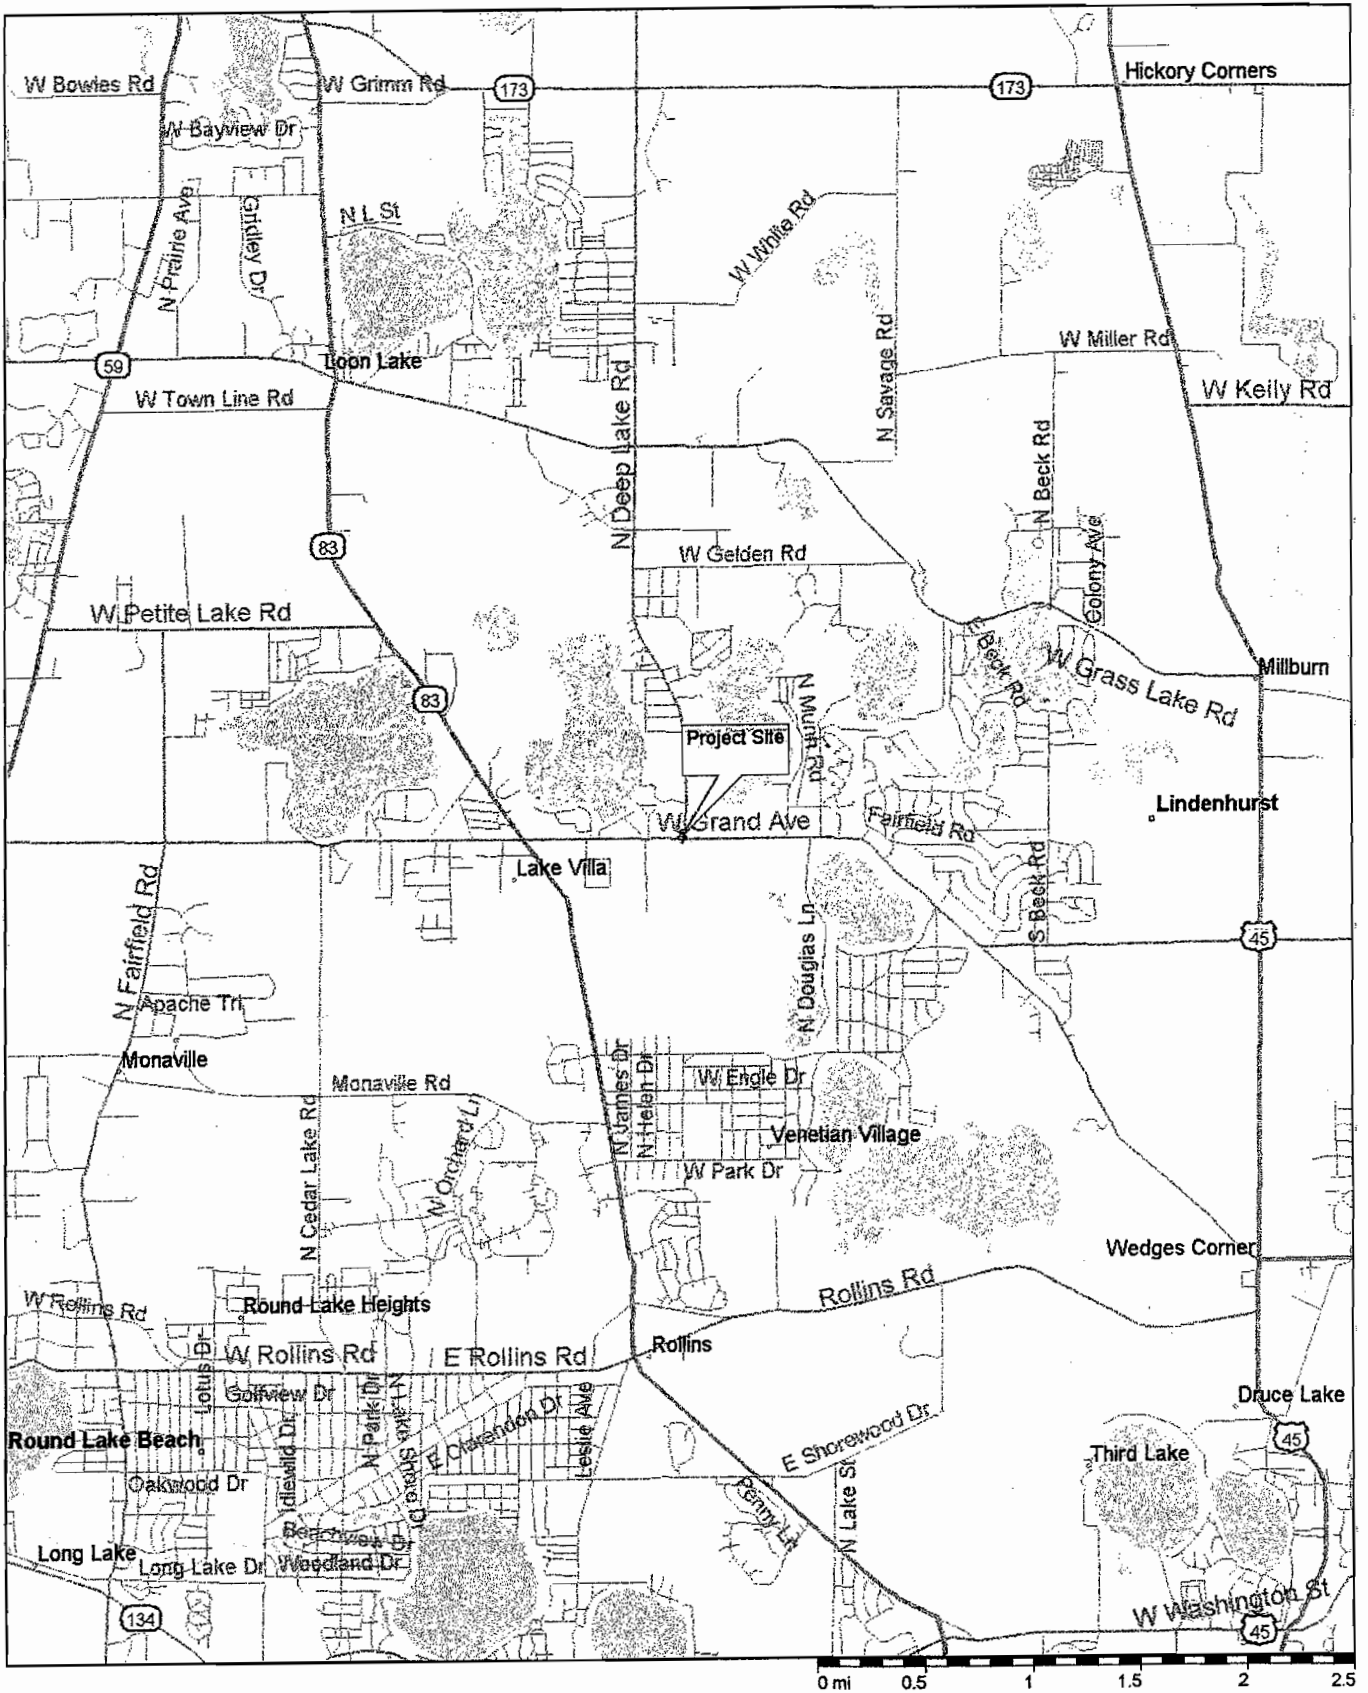 Hickory Corners
W Bowles Rd
W Grimm Rd
173
173
W Bayview Dr
N Prairie Ave
Gridley Dr
N L St
W White Rd
N Savage Rd
W Miller Rd
59
Loon Lake
W Town Line Rd
N Deep Lake Rd
W Keily Rd
N Beck Rd
83
W Gelden Rd
Colony Ave
W Petite Lake Rd
E Beck Rd
W Grass Lake Rd
Millburn
83
N Munn Rd
Project Site
Lindenhurst
W Grand Ave
Fairfield Rd
Lake Villa
S Beck Rd
N Fairfield Rd
N Douglas Ln
45
Apache Trl
Monaville
Monaville Rd
N James Dr
N Helen Dr
W Engle Dr
N Cedar Lake Rd
N Orchard Ln
Venetian Village
W Park Dr
Wedges Corner
W Rollins Rd
Round Lake Heights
Rollins Rd
Rollins
Lotus Dr
W Rollins Rd
E Rollins Rd
Golfview Dr
N Park Dr
N Lake Shore Dr
E Clarendon Dr
Leslie Ave
Druce Lake
45
Round Lake Beach
Idlewild Dr
E Shorewood Dr
Third Lake
Oakwood Dr
Penny Ln
N Lake St
Beachview Dr
Long Lake
Long Lake Dr
Woodland Dr
134
W Washington St
45
0 mi 0.5 1 1.5 2 2.5